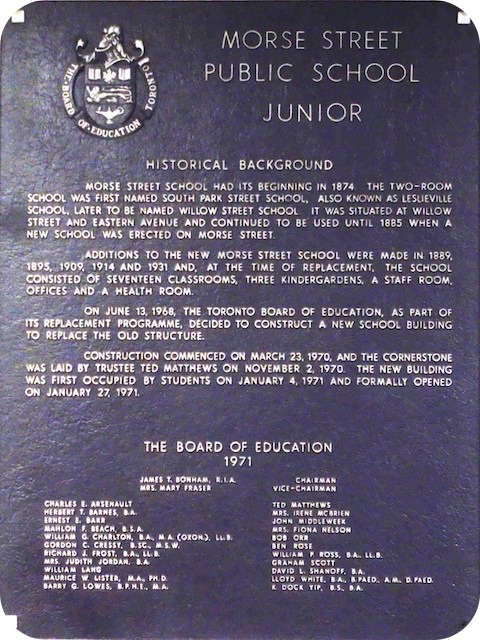 THE BOARD OF EDUCATION TORONTO
MORSE STREET
PUBLIC SCHOOL
JUNIOR
HISTORICAL BACKGROUND
MORSE STREET SCHOOL HAD ITS BEGINNING IN 1874. THE TWO-ROOM
SCHOOL WAS FIRST NAMED SOUTH PARK STREET SCHOOL, ALSO KNOWN AS LESLIEVILLE
SCHOOL, LATER TO BE NAMED WILLOW STREET SCHOOL. IT WAS SITUATED AT WILLOW
STREET AND EASTERN AVENUE AND CONTINUED TO BE USED UNTIL 1885 WHEN A
NEW SCHOOL WAS ERECTED ON MORSE STREET.
ADDITIONS TO THE NEW MORSE STREET SCHOOL WERE MADE IN 1889,
1895, 1909, 1914 AND 1931 AND, AT THE TIME OF REPLACEMENT, THE SCHOOL
CONSISTED OF SEVENTEEN CLASSROOMS, THREE KINDERGARDENS, A STAFF ROOM,
OFFICES AND A HEALTH ROOM.
ON JUNE 13, 1968, THE TORONTO BOARD OF EDUCATION, AS PART OF
ITS REPLACEMENT PROGRAMME, DECIDED TO CONSTRUCT A NEW SCHOOL BUILDING
TO REPLACE THE OLD STRUCTURE.
CONSTRUCTION COMMENCED ON MARCH 23, 1970, AND THE CORNERSTONE
WAS LAID BY TRUSTEE TED MATTHEWS ON NOVEMBER 2, 1970. THE NEW BUILDING
WAS FIRST OCCUPIED BY STUDENTS ON JANUARY 4, 1971 AND FORMALLY OPENED
ON JANUARY 27, 1971.
THE BOARD OF EDUCATION
1971
JAMES T. BONHAM, R.I.A. CHAIRMAN
MRS. MARY FRASER VICE-CHAIRMAN
CHARLES E. ARSENAULT
HERBERT T. BARNES, B.A.
ERNEST E. BARR
MAHLON F. BEACH, B.S.A.
WILLIAM G. CHARLTON, B.A., M.A. (OXON.), LL.B.
GORDON C. CRESSY, B.SC., M.S.W.
RICHARD J. FROST, B.A., LL.B.
MRS. JUDITH JORDAN, B.A.
WILLIAM LANG
MAURICE W. LISTER, M.A., PH.D.
BARRY G. LOWES, B.P.H.E., M.A.
TED MATTHEWS
MRS. IRENE MCBRIEN
JOHN MIDDLEWEEK
MRS. FIONA NELSON
BOB ORR
BEN ROSE
WILLIAM P. ROSS, B.A., LL.B.
GRAHAM SCOTT
DAVID L. SHANOFF, B.A.
LLOYD WHITE, B.A., B.PAED., A.M., D.PAED.
K. DOCK YIP, B.S., B.A.